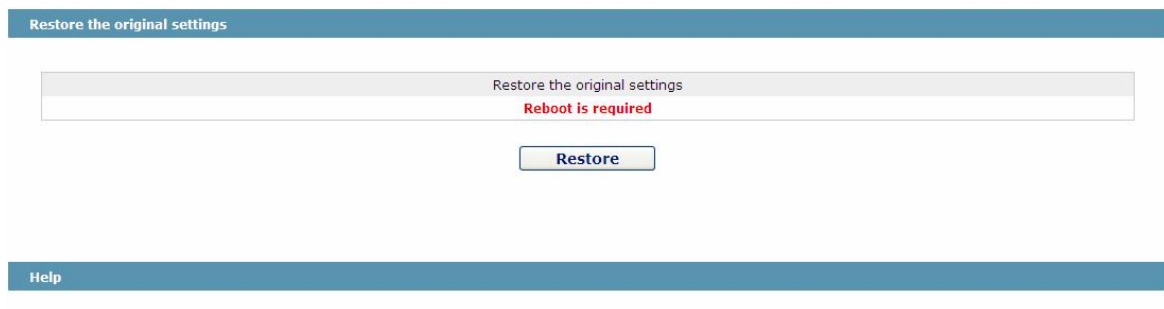 Restore the original settings
Restore the original settings
Reboot is required
Restore
Help